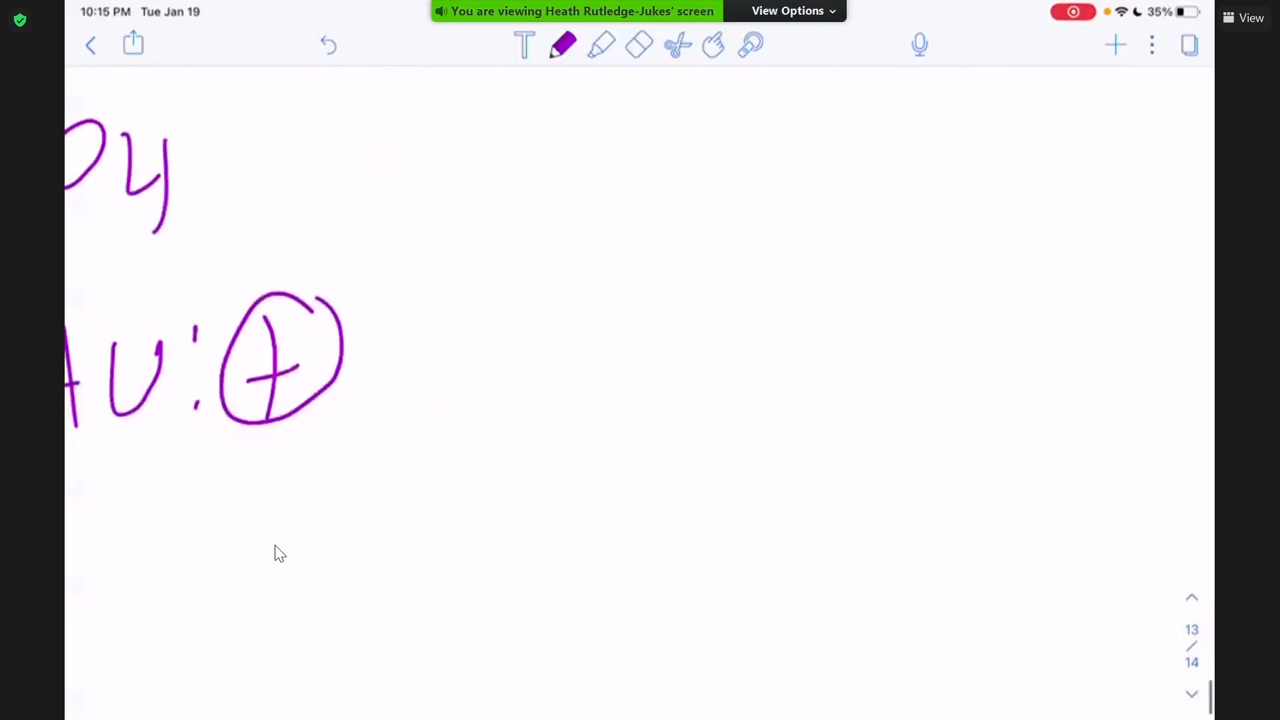 10:15 PM Tue Jan 19
You are viewing Heath Rutledge-Jukes' screen
View Options
35%
View
T
4
U: +
13
/
14